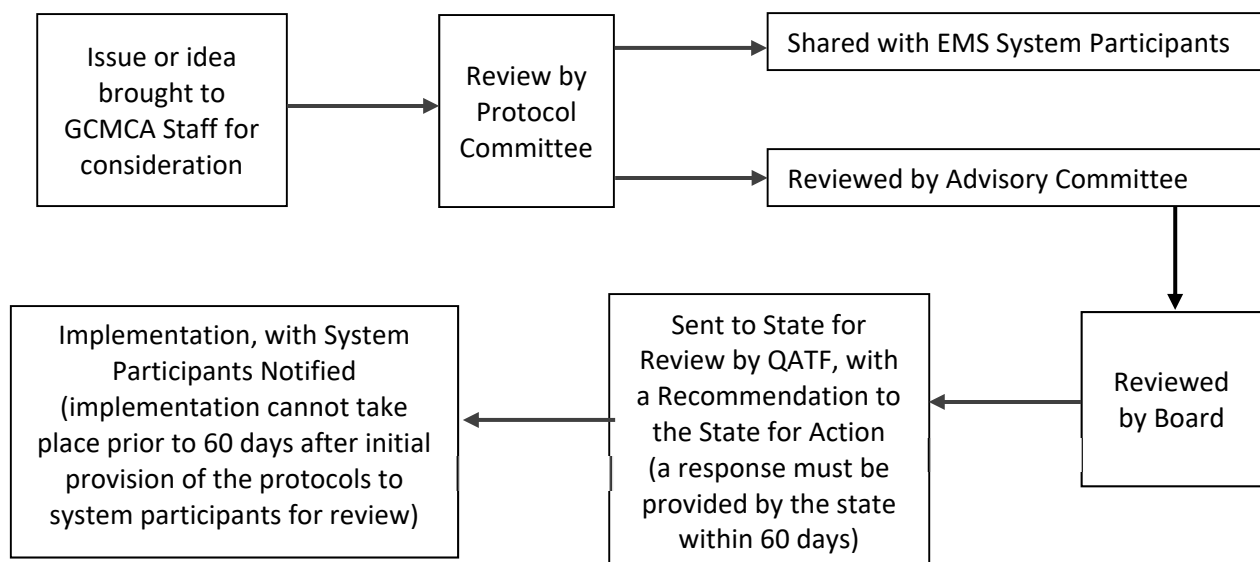 Issue or idea
brought to
GCMCA Staff for
consideration
Review by
Protocol
Committee
Shared with EMS System Participants
Reviewed by Advisory Committee
Reviewed
by Board
Sent to State for
Review by QATF, with
a Recommendation to
the State for Action
(a response must be
provided by the state
within 60 days)
Implementation, with System
Participants Notified
(implementation cannot take
place prior to 60 days after initial
provision of the protocols to
system participants for review)